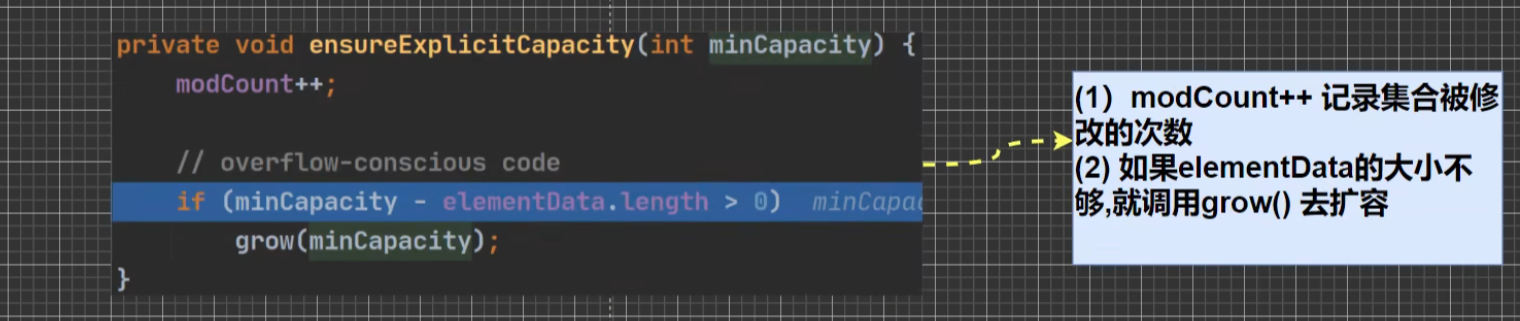 private void ensureExplicitCapacity(int minCapacity) {
modCount++;
// overflow-conscious code
if (minCapacity - elementData.length > 0)
grow(minCapacity);
}
(1）modCount++ 记录集合被修
改的次数
(2) 如果elementData的大小不
够,就调用grow() 去扩容